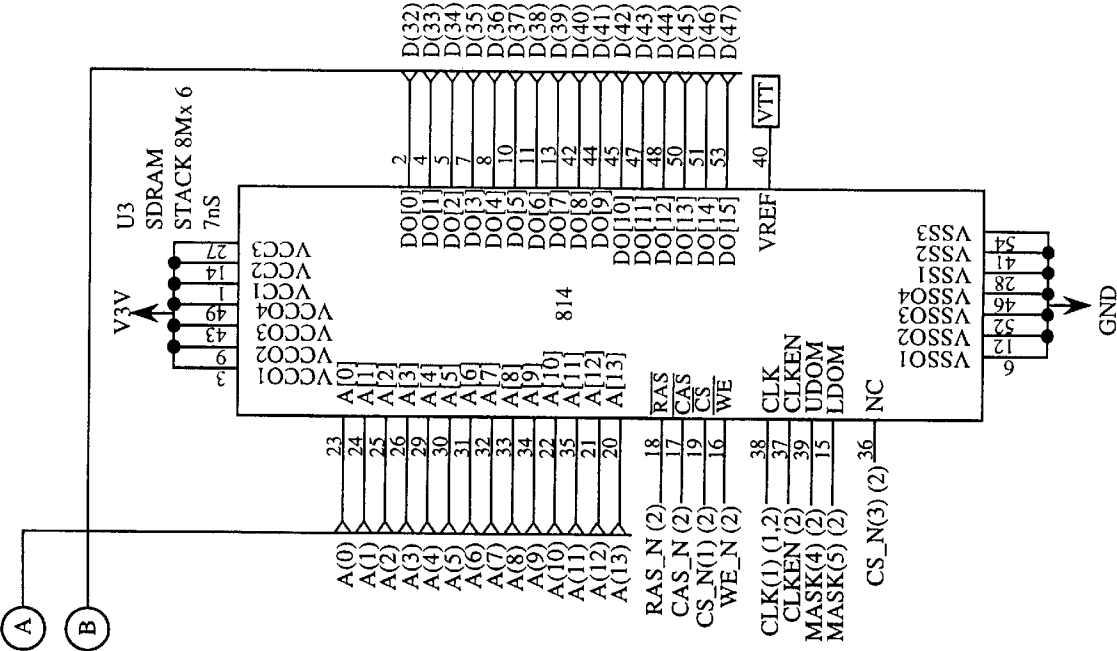 A
B
U3
SDRAM
STACK 8Mx 6
7nS
V3V
27 VCC3
14 VCC2
1 VCC1
49 VCCO4
43 VCCO3
9 VCCO2
3 VCCO1
A(0) 23 A[0]
A(1) 24 A[1]
A(2) 25 A[2]
A(3) 26 A[3]
A(4) 29 A[4]
A(5) 30 A[5]
A(6) 31 A[6]
A(7) 32 A[7]
A(8) 33 A[8]
A(9) 34 A[9]
A(10) 22 A[10]
A(11) 35 A[11]
A(12) 21 A[12]
A(13) 20 A[13]
RAS_N (2) 18 RAS
CAS_N (2) 17 CAS
CS_N(1) (2) 19 CS
WE_N (2) 16 WE
CLK(1) (1,2) 38 CLK
CLKEN (2) 37 CLKEN
MASK(4) (2) 39 UDOM
MASK(5) (2) 15 LDOM
CS_N(3) (2) 36 NC
814
DO[0] 2 D(32)
DO[1] 4 D(33)
DO[2] 5 D(34)
DO[3] 7 D(35)
DO[4] 8 D(36)
DO[5] 10 D(37)
DO[6] 11 D(38)
DO[7] 13 D(39)
DO[8] 42 D(40)
DO[9] 44 D(41)
DO[10] 45 D(42)
DO[11] 47 D(43)
DO[12] 48 D(44)
DO[13] 50 D(45)
DO[14] 51 D(46)
DO[15] 53 D(47)
VREF 40 VTT
VSS3 54
VSS2 41
VSS1 28
VSSO4 46
VSSO3 52
VSSO2 12
VSSO1 6
GND